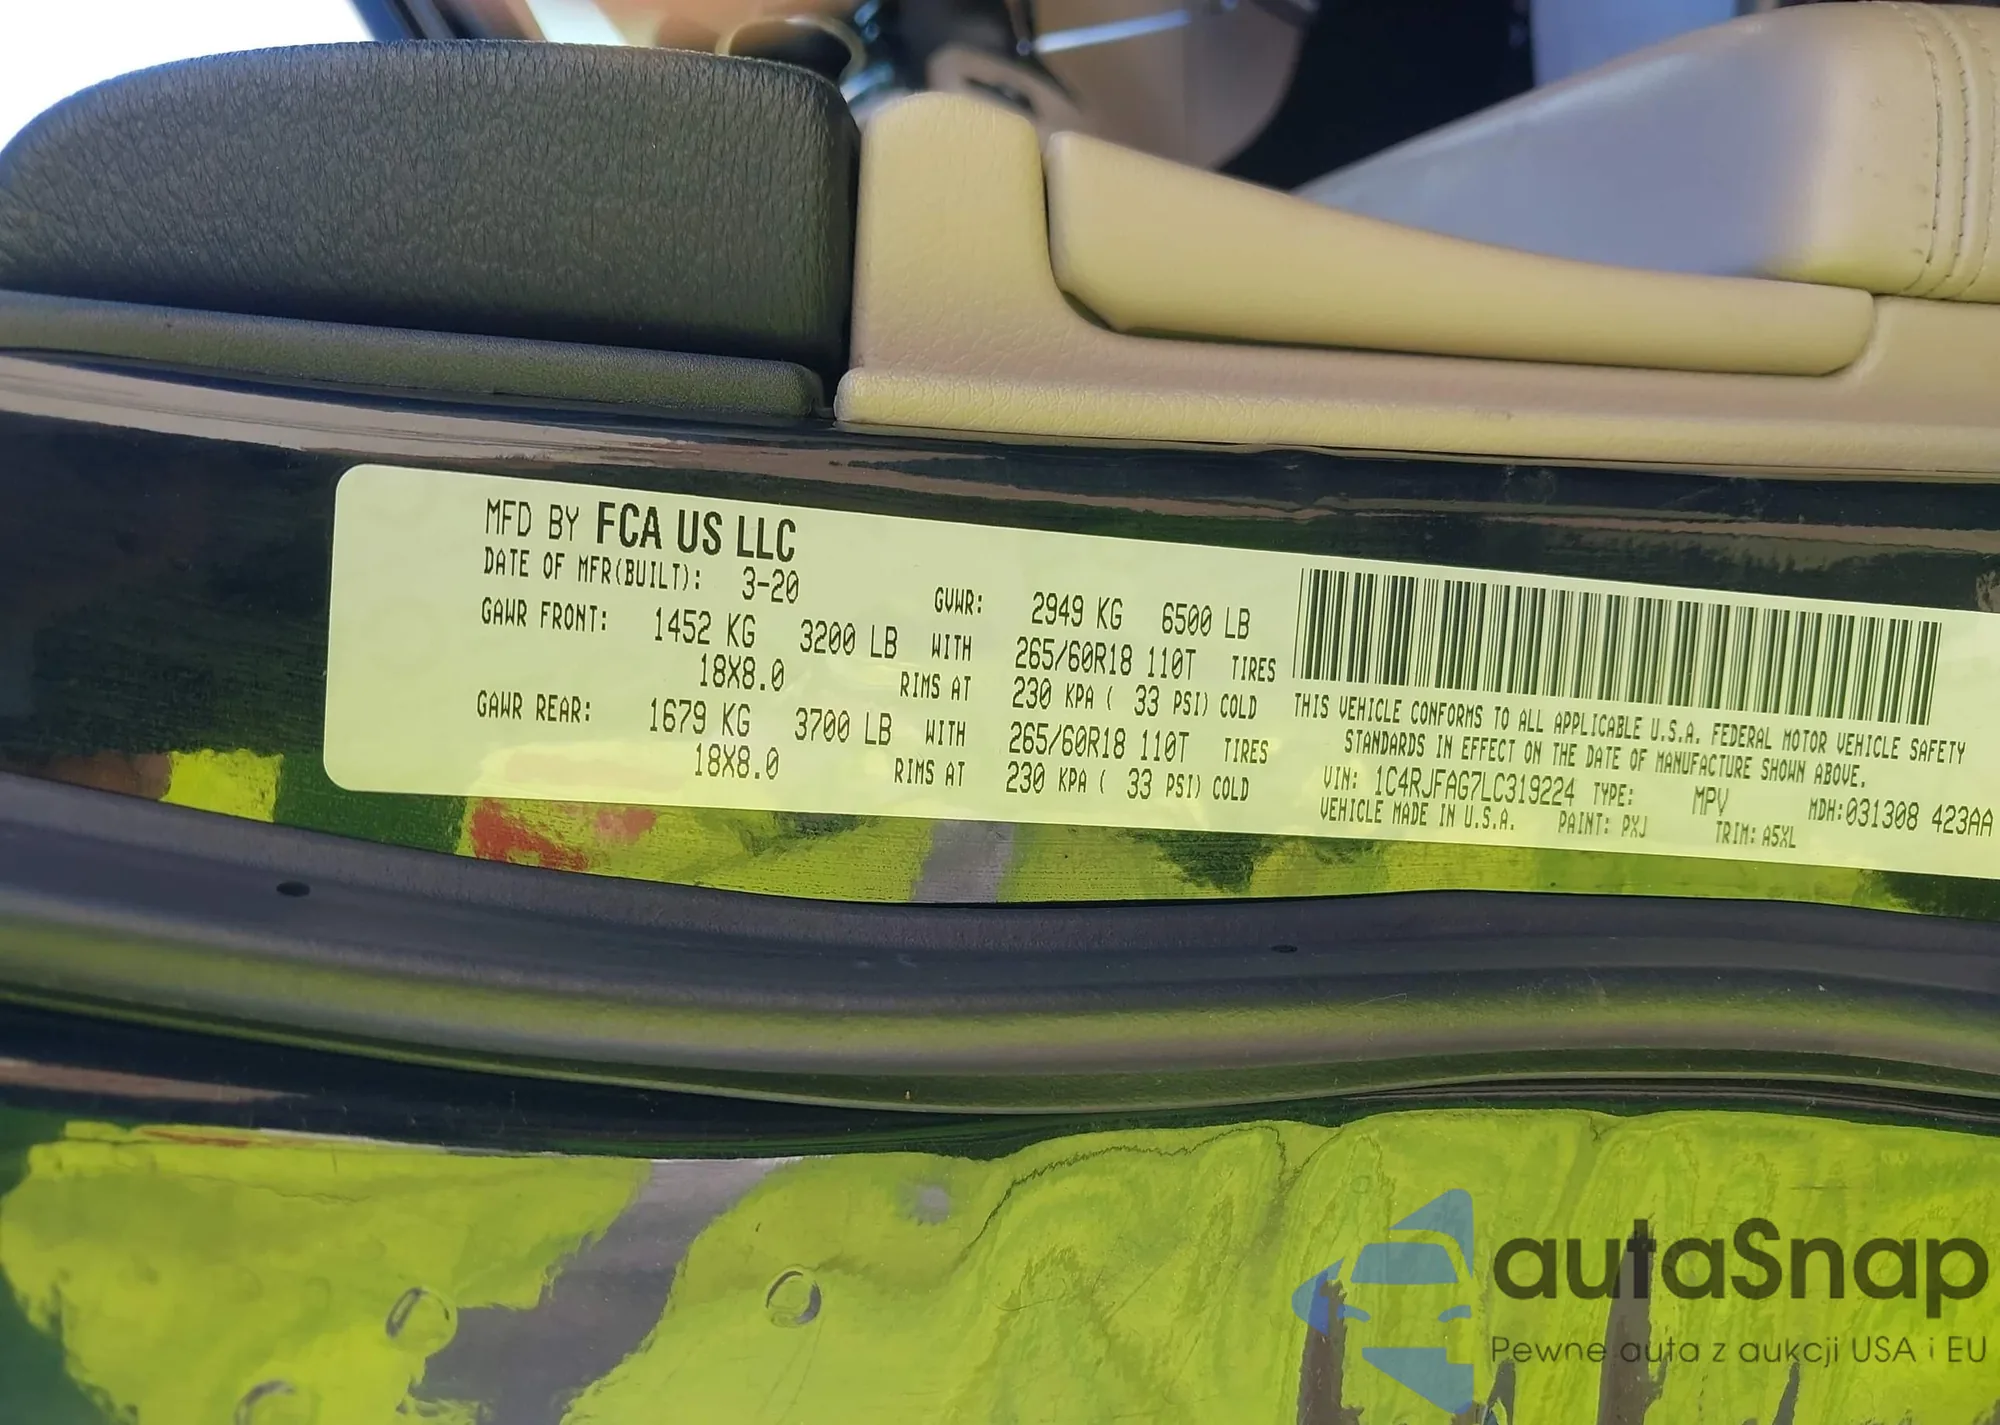 MFD BY FCA US LLC
DATE OF MFR(BUILT): 3-20 GVWR: 2949 KG 6500 LB
GAWR FRONT: 1452 KG 3200 LB WITH 265/60R18 110T TIRES
18X8.0 RIMS AT 230 KPA ( 33 PSI) COLD
GAWR REAR: 1679 KG 3700 LB WITH 265/60R18 110T TIRES
18X8.0 RIMS AT 230 KPA ( 33 PSI) COLD
THIS VEHICLE CONFORMS TO ALL APPLICABLE U.S.A. FEDERAL MOTOR VEHICLE SAFETY
STANDARDS IN EFFECT ON THE DATE OF MANUFACTURE SHOWN ABOVE.
VIN: 1C4RJFAG7LC319224 TYPE: MPV MDH:031308 423AA
VEHICLE MADE IN U.S.A. PAINT: PXJ TRIM: A5XL
autaSnap
Pewne auta z aukcji USA i EU